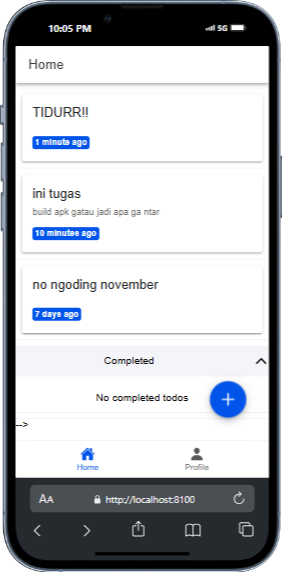 10:05 PM
5G
Home
TIDURR!!
1 minute ago
ini tugas
build apk gatau jadi apa ga ntar
10 minutes ago
no ngoding november
7 days ago
Completed
No completed todos
-->
Home
Profile
AA
http://localhost:8100